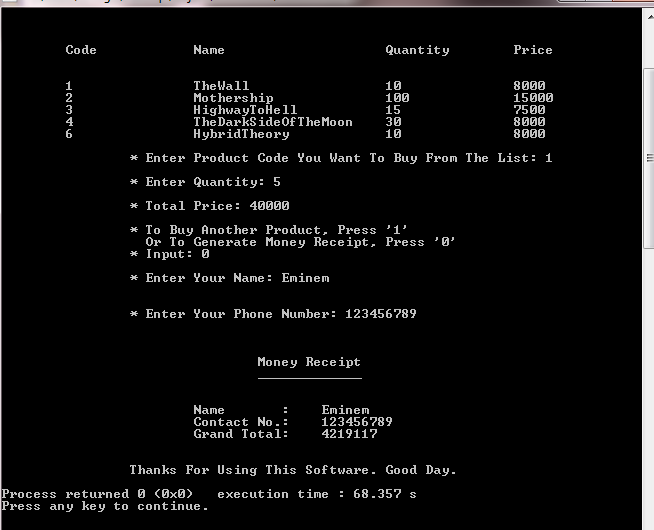 Code Name Quantity Price
1 TheWall 10 8000
2 Mothership 100 15000
3 HighwayToHell 15 7500
4 TheDarkSideOfTheMoon 30 8000
6 HybridTheory 10 8000
* Enter Product Code You Want To Buy From The List: 1
* Enter Quantity: 5
* Total Price: 40000
* To Buy Another Product, Press '1'
Or To Generate Money Receipt, Press '0'
* Input: 0
* Enter Your Name: Eminem
* Enter Your Phone Number: 123456789
Money Receipt
Name : Eminem
Contact No.: 123456789
Grand Total: 4219117
Thanks For Using This Software. Good Day.
Process returned 0 (0x0) execution time : 68.357 s
Press any key to continue.